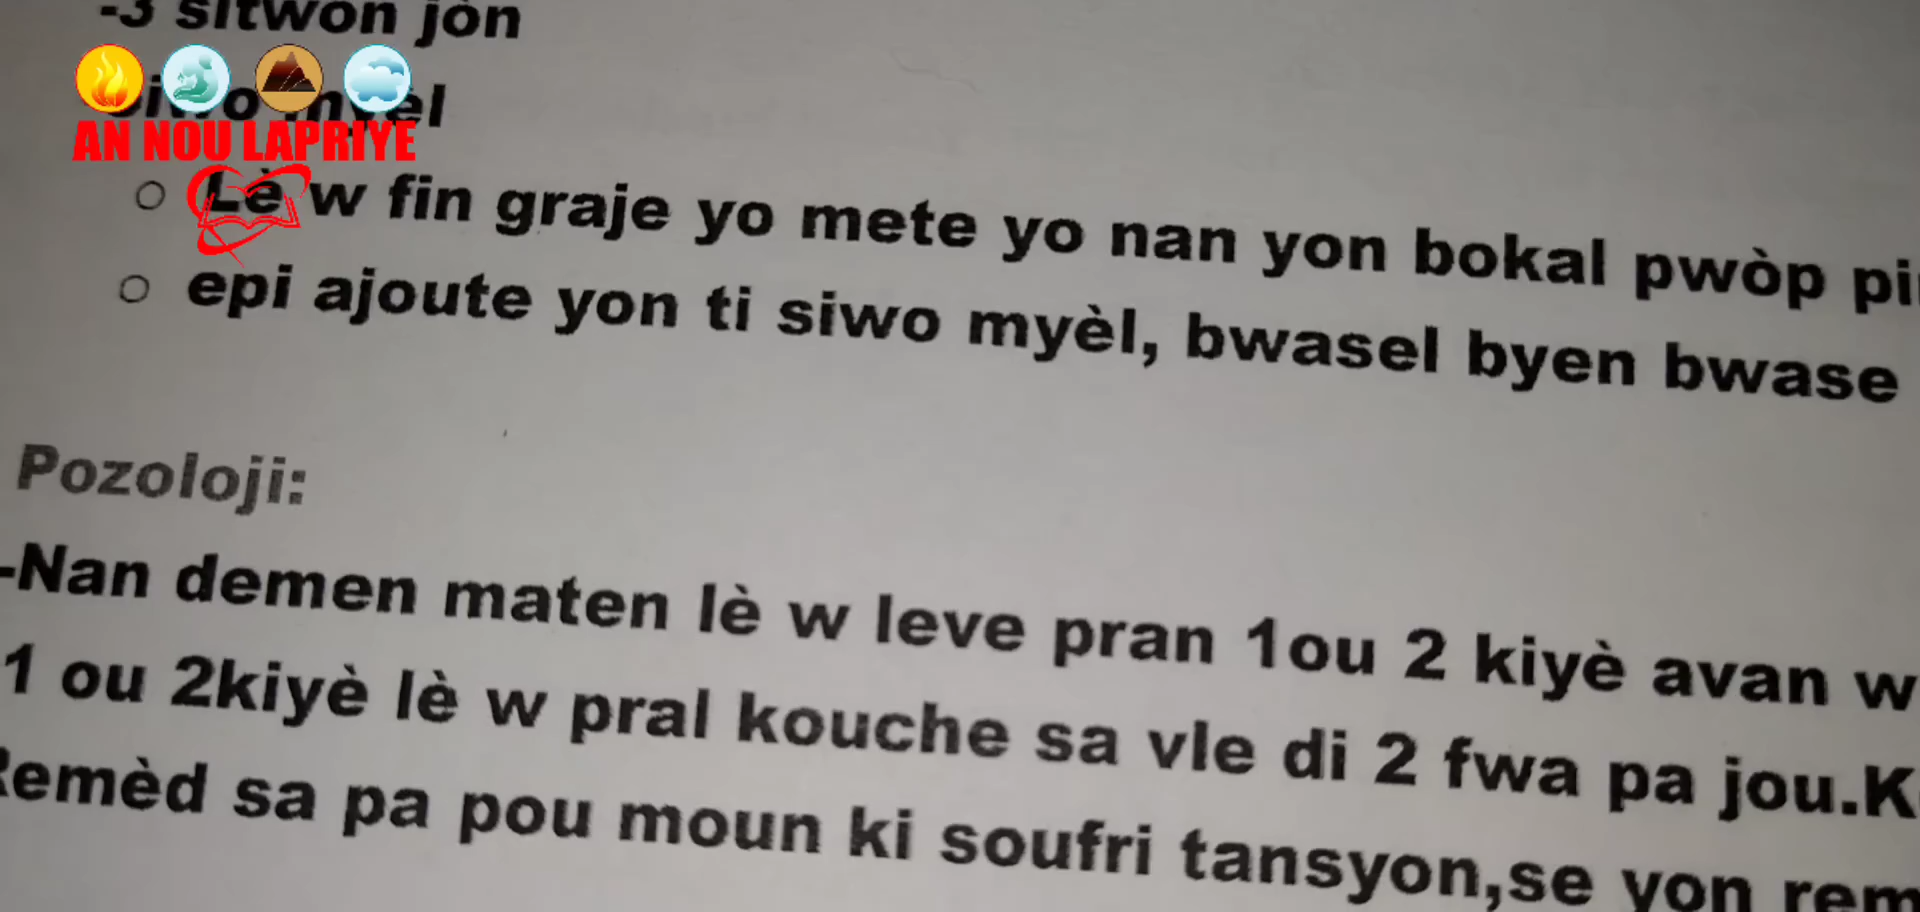 -3 sitwon jòn
siwo myèl
AN NOU LAPRIYE
Lè w fin graje yo mete yo nan yon bokal pwòp
epi ajoute yon ti siwo myèl, bwasel byen bwase
Pozoloji:
-Nan demen maten lè w leve pran 1ou 2 kiyè avan w
1 ou 2kiyè lè w pral kouche sa vle di 2 fwa pa jou.
Remèd sa pa pou moun ki soufri tansyon,se yon